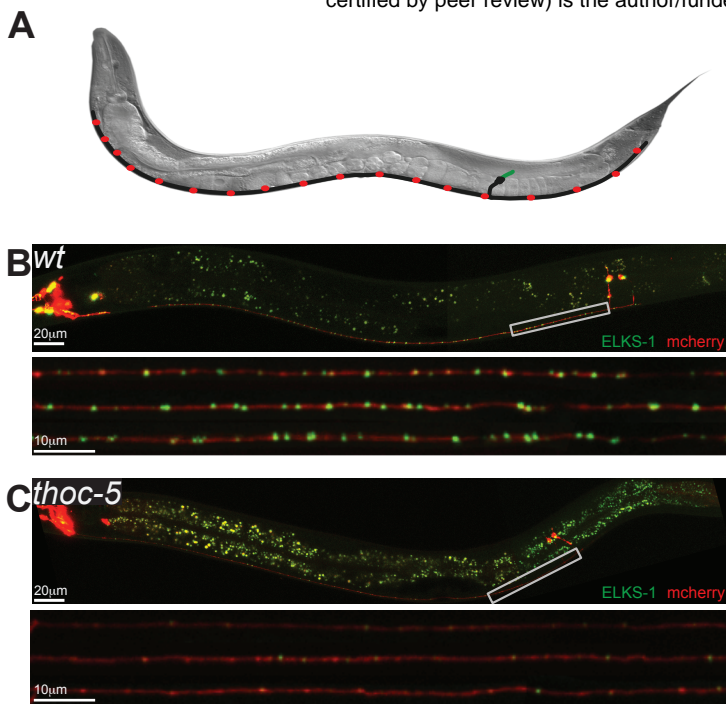 certified by peer review) is the author/funde
A
B
wt
20μm
ELKS-1 mcherry
10μm
C
thoc-5
20μm
ELKS-1 mcherry
10μm